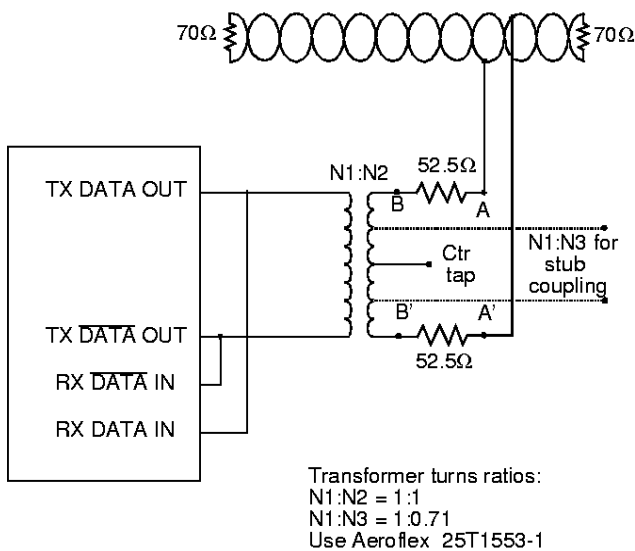 70Ω
70Ω
N1:N2
52.5Ω
TX DATA OUT
B
A
N1:N3 for
stub
coupling
Ctr
tap
B'
A'
TX D̅A̅T̅A̅ OUT
52.5Ω
RX D̅A̅T̅A̅ IN
RX DATA IN
Transformer turns ratios:
N1:N2 = 1:1
N1:N3 = 1:0.71
Use Aeroflex 25T1553-1